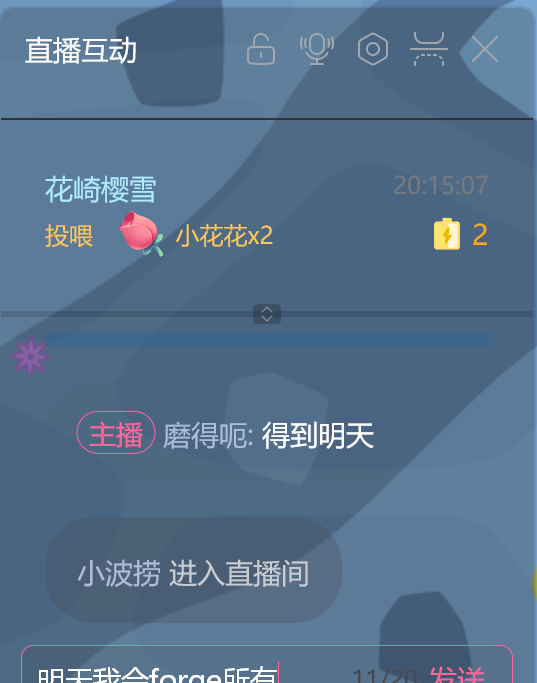 直播互动
花崎樱雪 20:15:07
投喂 小花花x2 2
主播 磨得呃: 得到明天
小波捞 进入直播间
明天我会forge所有 11/20 发送